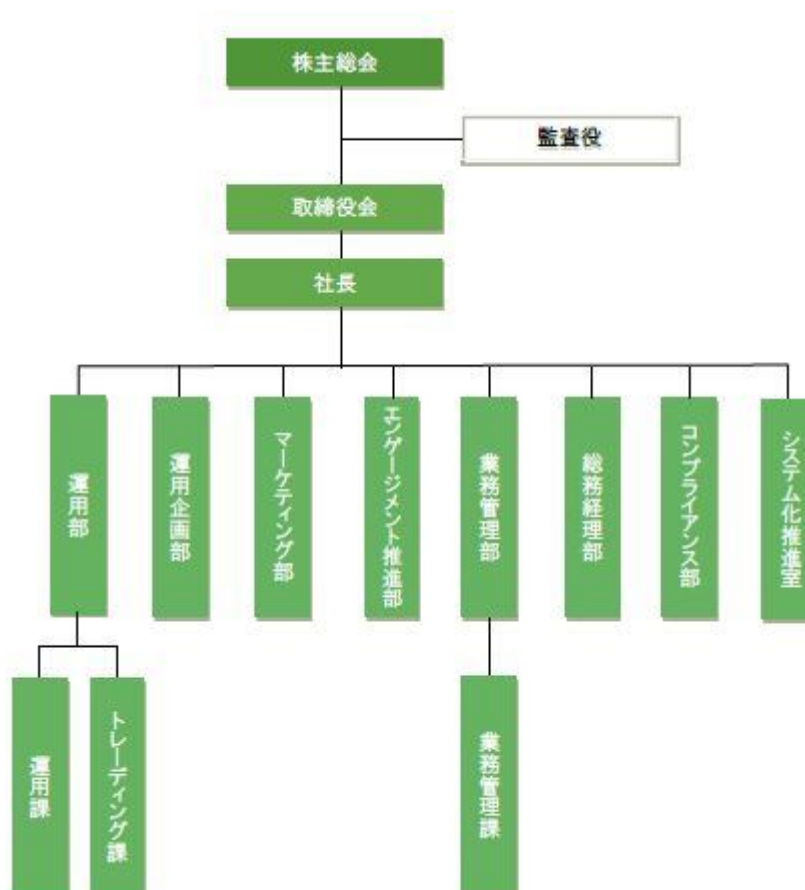 株主総会
監査役
取締役会
社長
運用部
運用企画部
マーケティング部
エンゲージメント推進部
業務管理部
総務経理部
コンプライアンス部
システム化推進室
運用課
トレーディング課
業務管理課